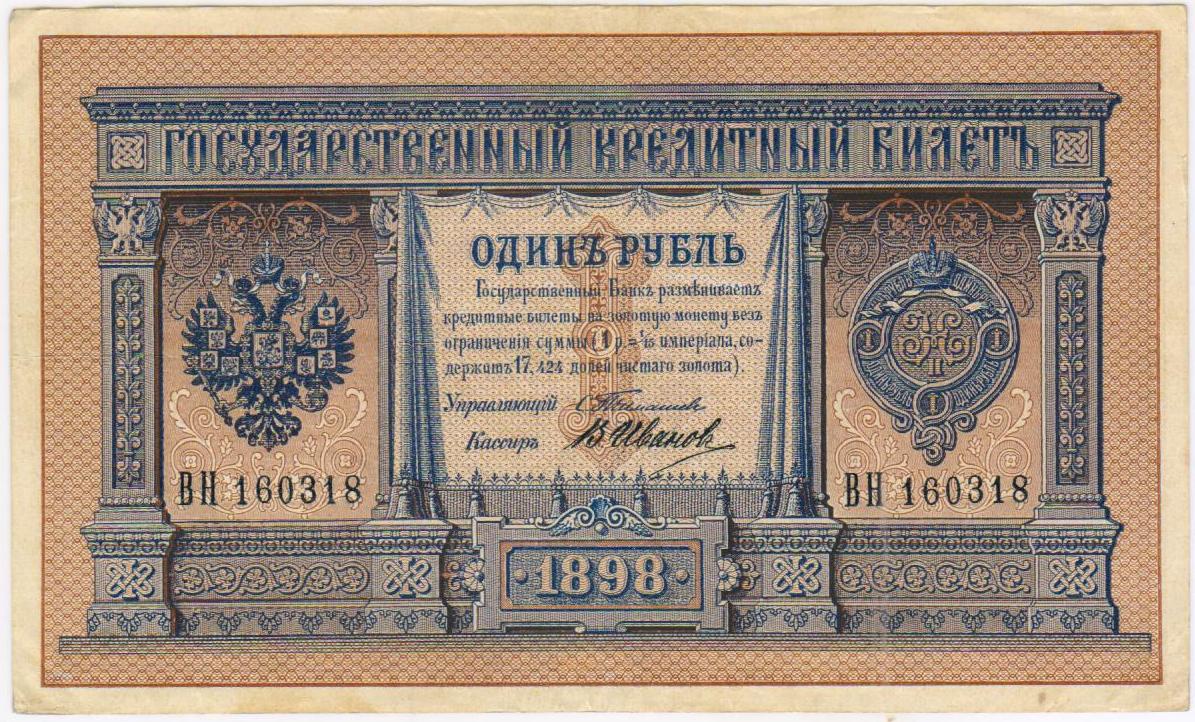 ГОСУДАРСТВЕННЫЙ КРЕДИТНЫЙ БИЛЕТЪ
ОДИНЪ РУБЛЬ
Государственный Банкъ размѣниваетъ
кредитные билеты на золотую монету безъ
ограниченія суммы (1 р. = 1/15 имперіала, со-
держитъ 17,424 долей чистаго золота).
Управляющій
Кассиръ В. Иванов
ВН 160318
ВН 160318
1898